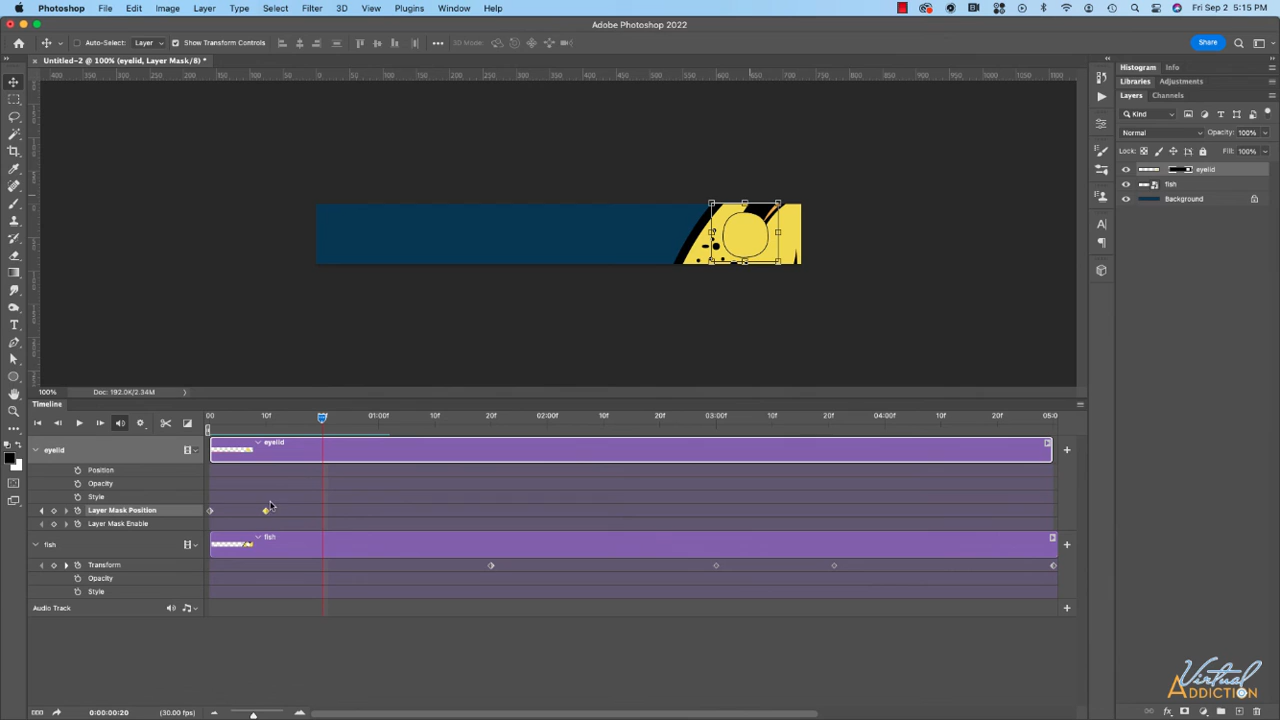 Photoshop File Edit Image Layer Type Select Filter 3D View Plugins Window Help Fri Sep 2 5:15 PM
Adobe Photoshop 2022
Auto-Select: Layer Show Transform Controls 3D Mode: Share
Untitled-2 @ 100% (eyelid, Layer Mask/8) *
Histogram Info
Libraries Adjustments
Layers Channels
Kind
Normal Opacity: 100%
Lock: Fill: 100%
eyelid
fish
Background
100% Doc: 192.0K/2.34M
Timeline
00 10f 01:00f 10f 20f 02:00f 10f 20f 03:00f 10f 20f 04:00f 10f 20f 05:0
eyelid eyelid
Position
Opacity
Style
Layer Mask Position
Layer Mask Enable
fish fish
Transform
Opacity
Style
Audio Track
0:00:00:20 (30.00 fps)
Virtual
Addiction